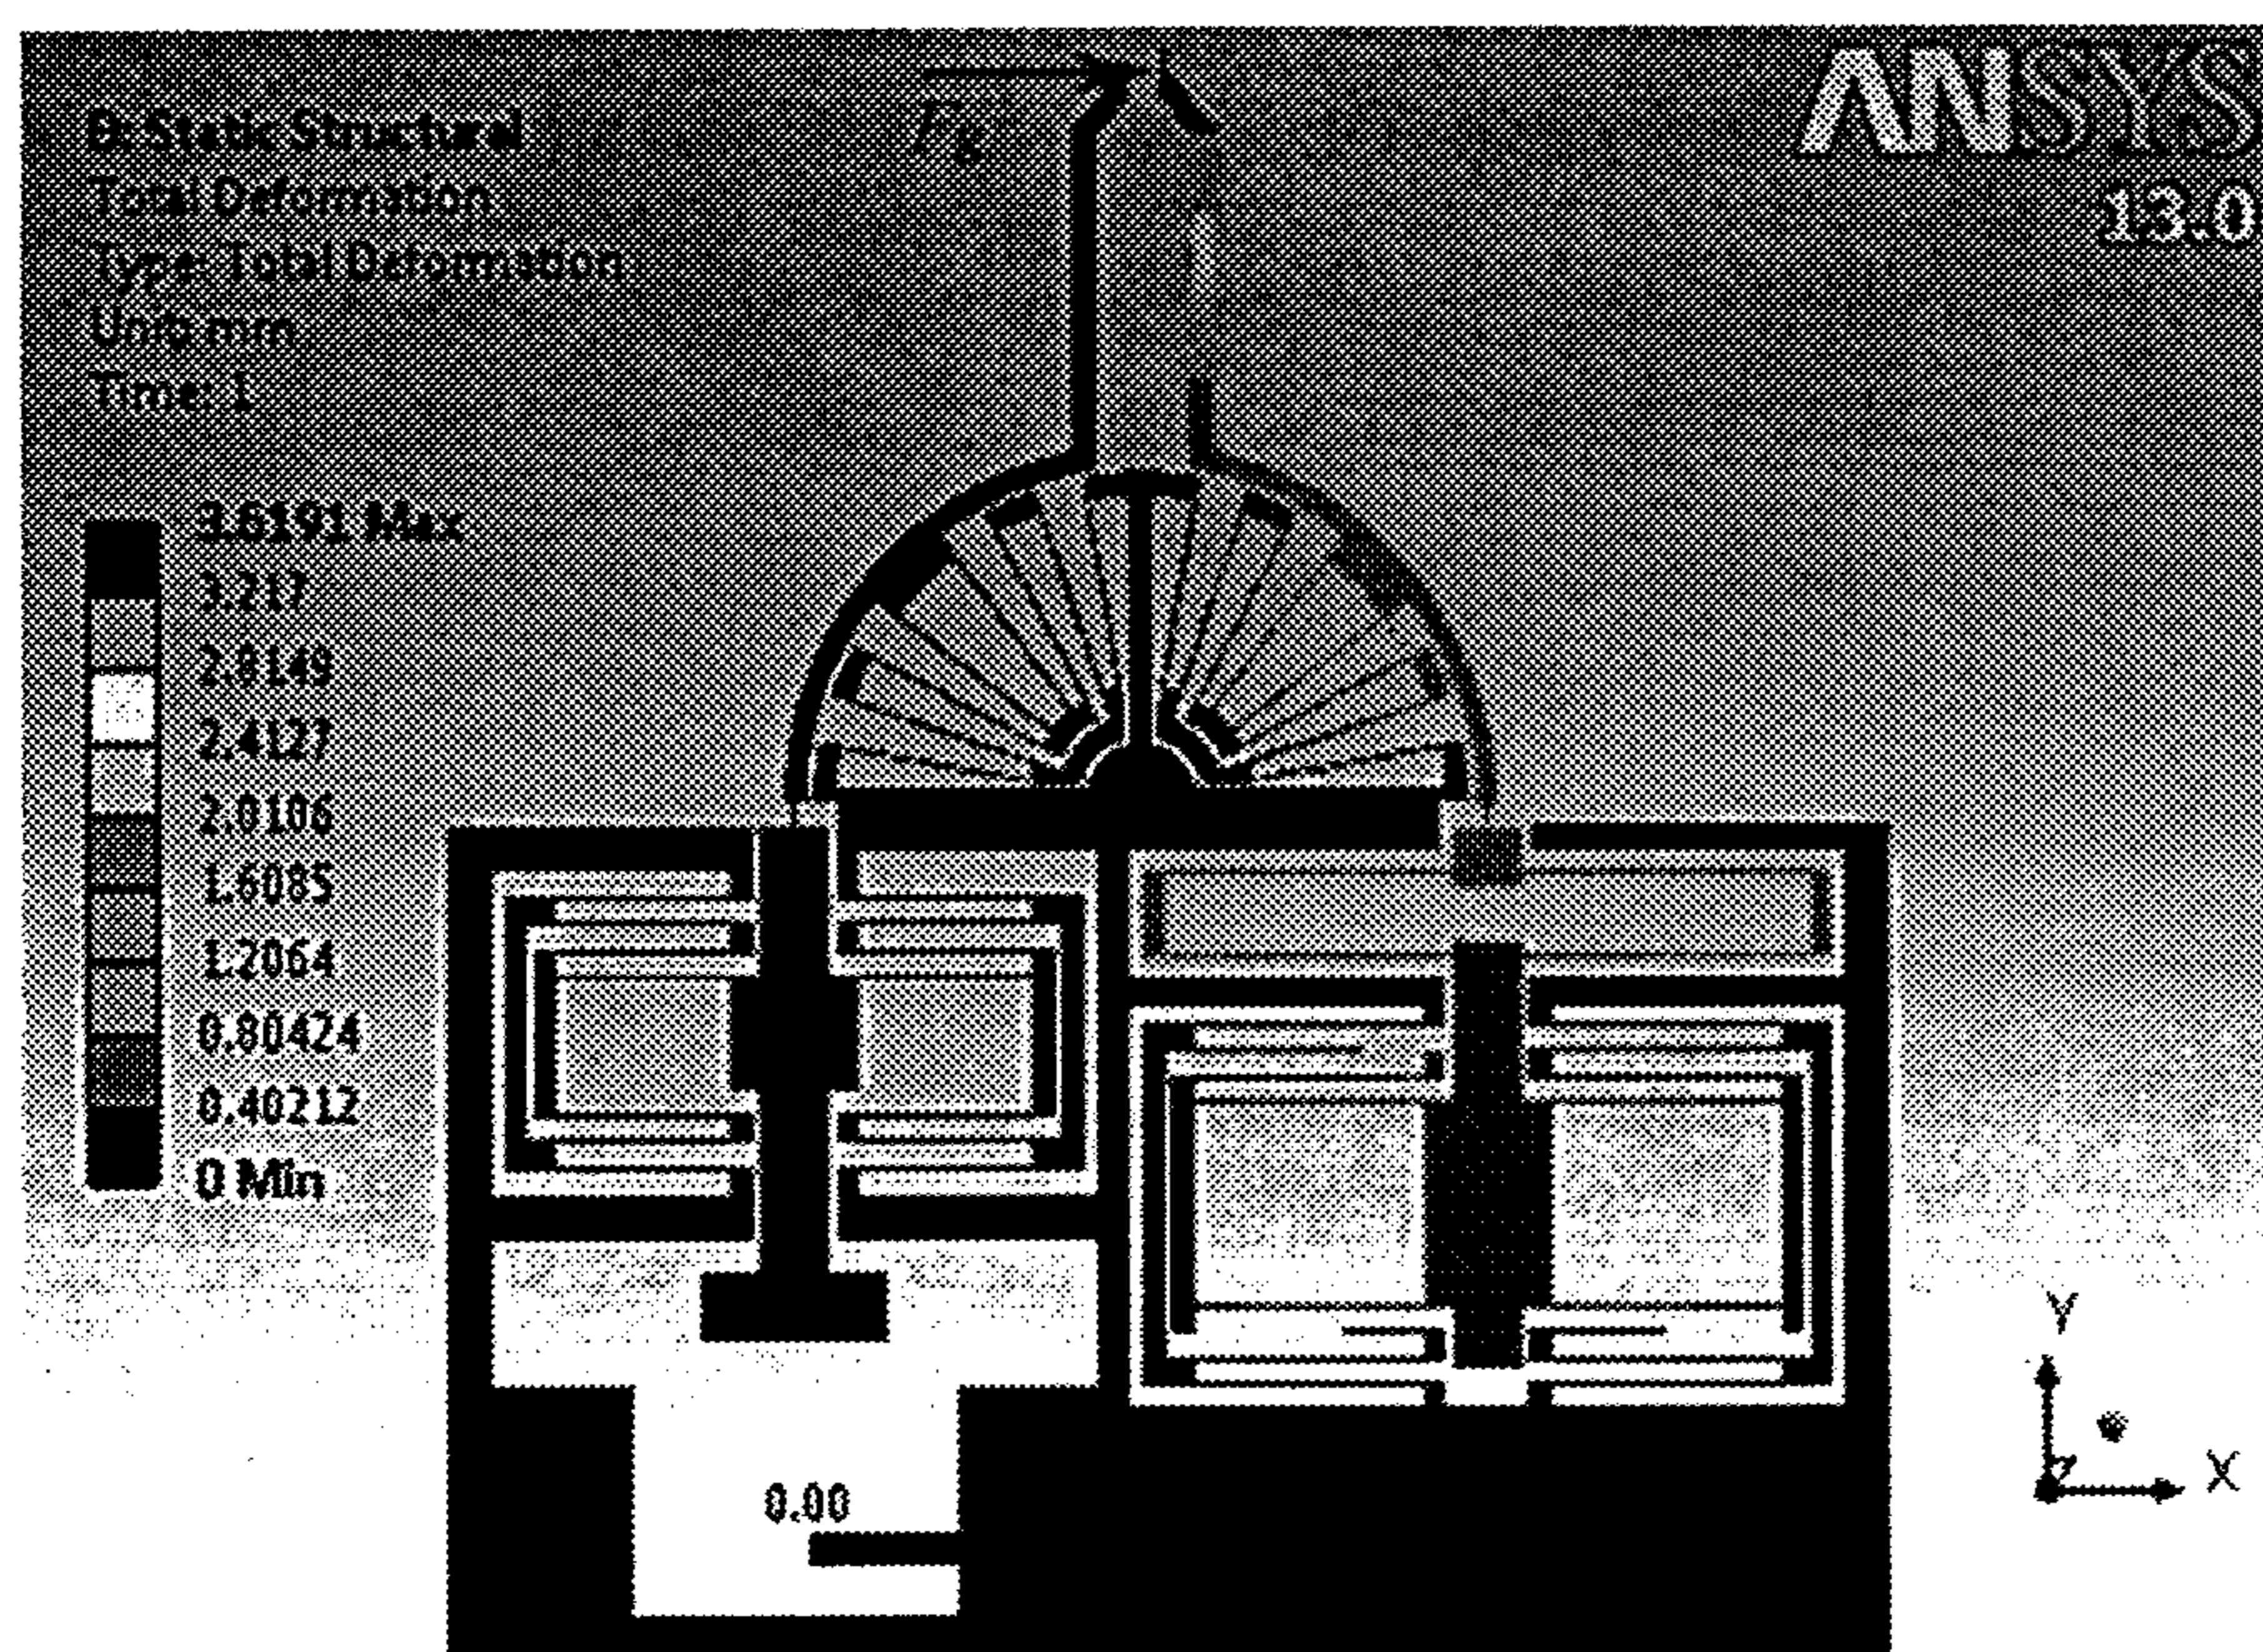 ANSYS
13.0
Fg
B: Static Structural
Total Deformation
Type: Total Deformation
Unit: mm
Time: 1
3.6191 Max
3.217
2.8149
2.4127
2.0106
1.6085
1.2064
0.80424
0.40212
0 Min
0.00
Y
Z
X